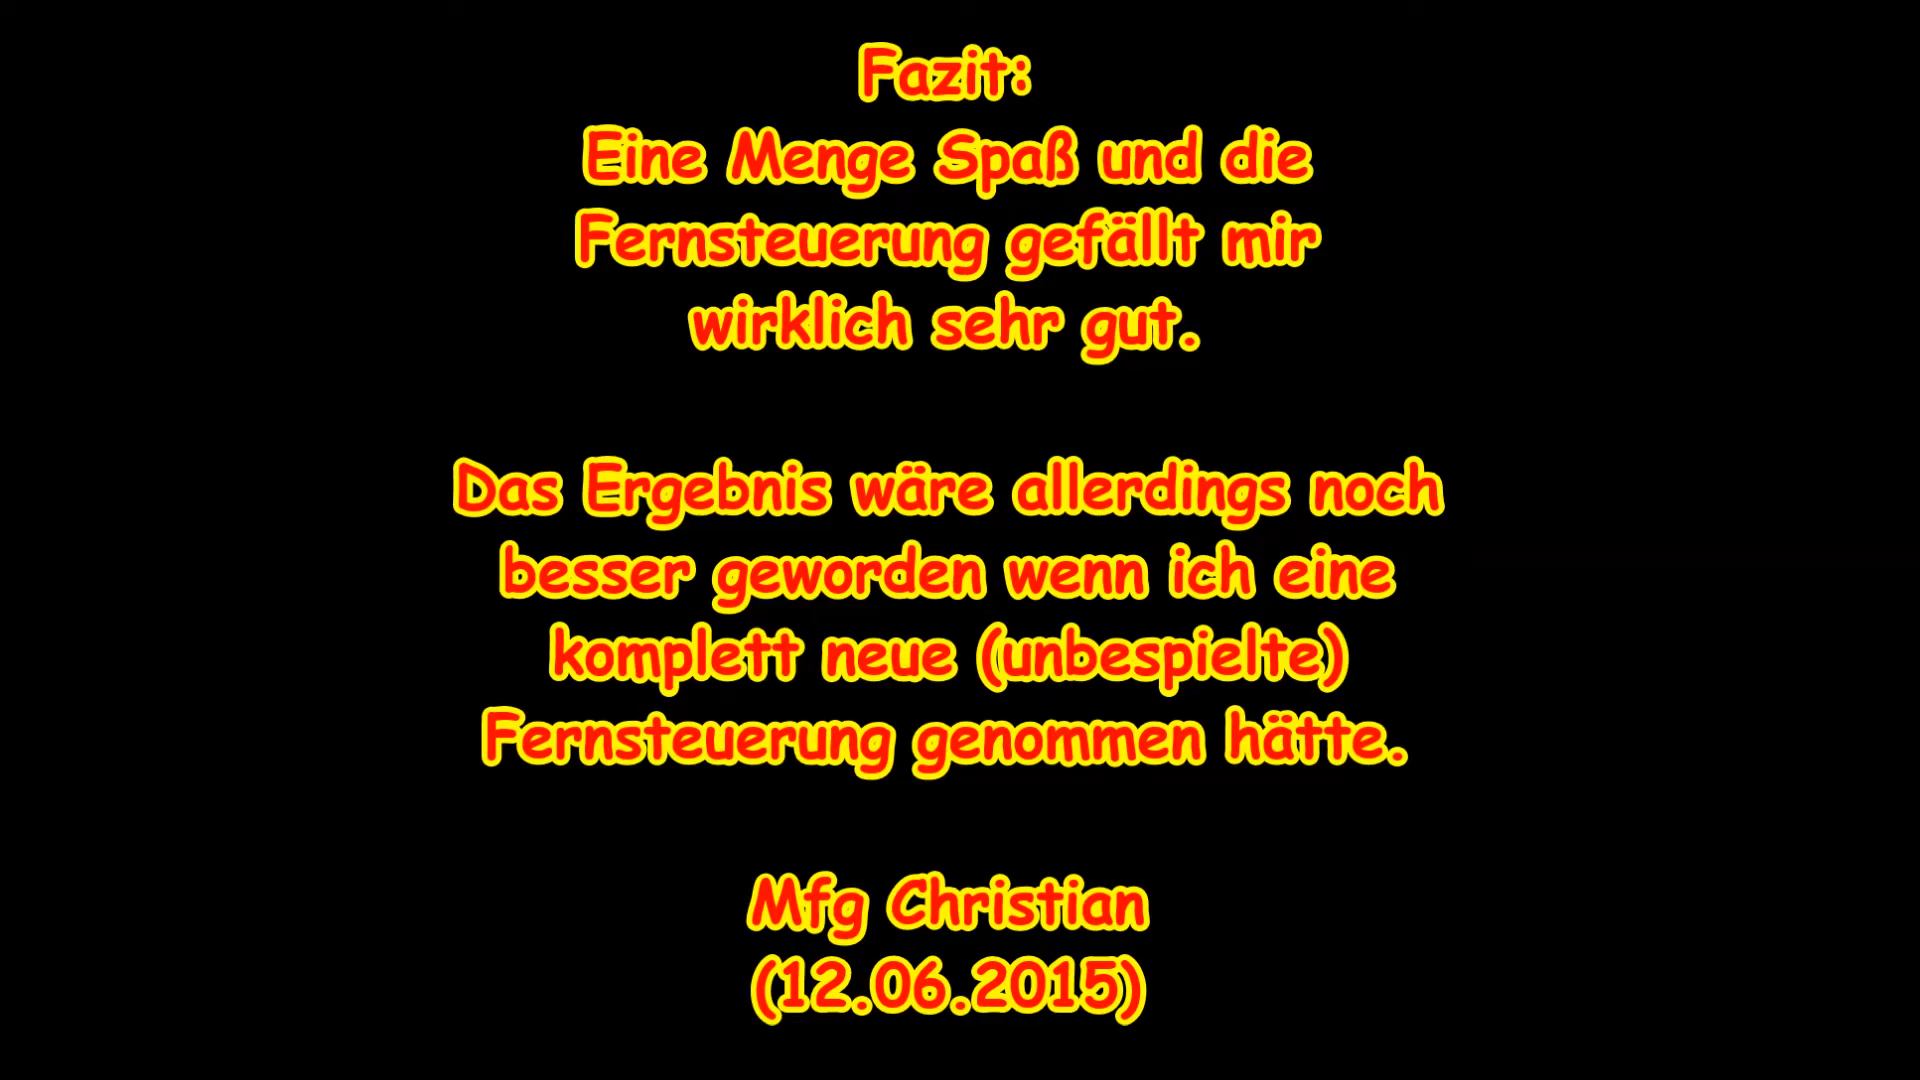 Fazit:
Eine Menge Spaß und die
Fernsteuerung gefällt mir
wirklich sehr gut.
Das Ergebnis wäre allerdings noch
besser geworden wenn ich eine
komplett neue (unbespielte)
Fernsteuerung genommen hätte.
Mfg Christian
(12.06.2015)